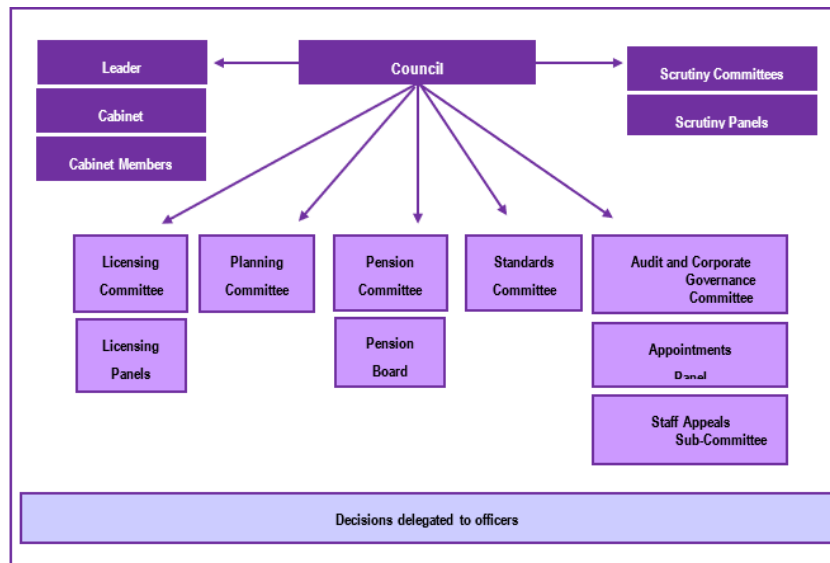 Leader
Council
Scrutiny Committees
Cabinet
Scrutiny Panels
Cabinet Members
Licensing
Committee
Planning
Committee
Pension
Committee
Standards
Committee
Audit and Corporate
Governance
Committee
Licensing
Panels
Pension
Board
Appointments
Panel
Staff Appeals
Sub-Committee
Decisions delegated to officers